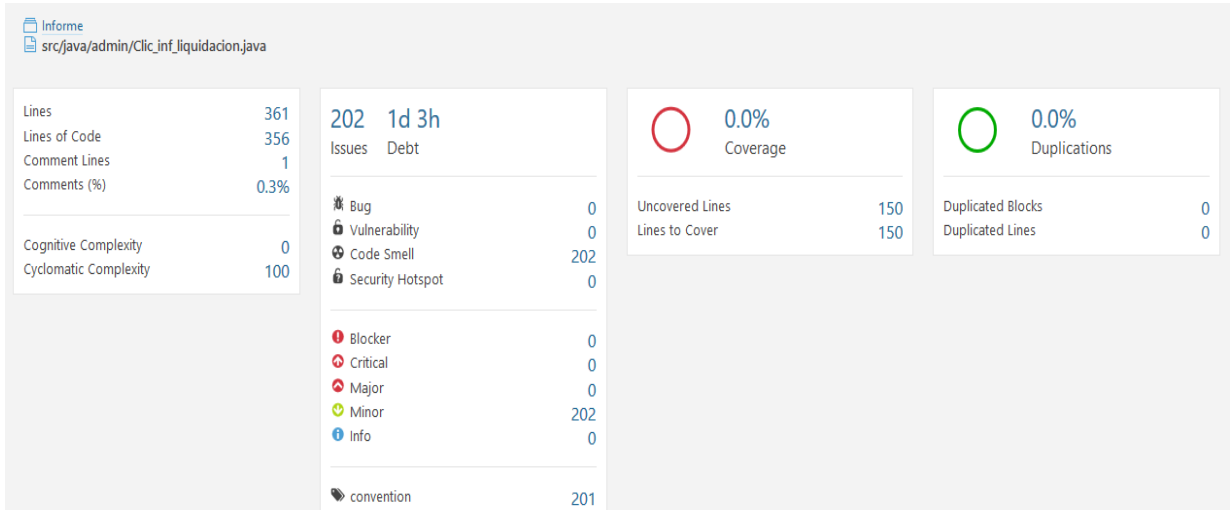 Informe
src/java/admin/Clic_inf_liquidacion.java
Lines 361
Lines of Code 356
Comment Lines 1
Comments (%) 0.3%
Cognitive Complexity 0
Cyclomatic Complexity 100
202 1d 3h
Issues Debt
Bug 0
Vulnerability 0
Code Smell 202
Security Hotspot 0
Blocker 0
Critical 0
Major 0
Minor 202
Info 0
convention 201
0.0%
Coverage
Uncovered Lines 150
Lines to Cover 150
0.0%
Duplications
Duplicated Blocks 0
Duplicated Lines 0